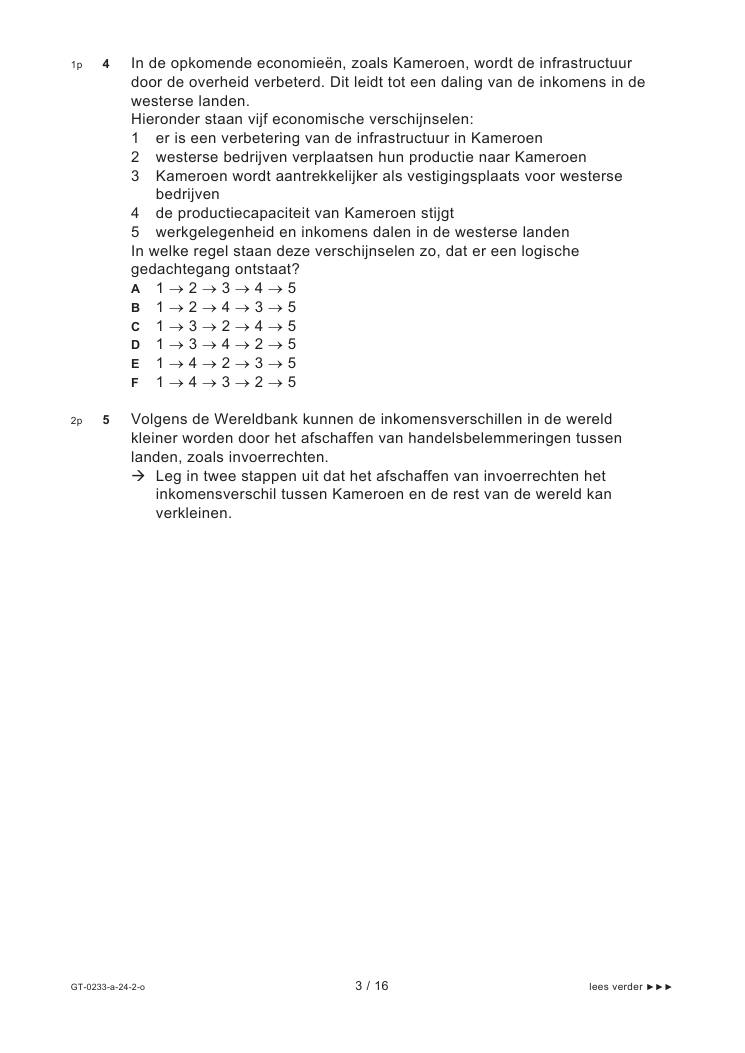 1p 4 In de opkomende economieën, zoals Kameroen, wordt de infrastructuur
door de overheid verbeterd. Dit leidt tot een daling van de inkomens in de
westerse landen.
Hieronder staan vijf economische verschijnselen:
1 er is een verbetering van de infrastructuur in Kameroen
2 westerse bedrijven verplaatsen hun productie naar Kameroen
3 Kameroen wordt aantrekkelijker als vestigingsplaats voor westerse
bedrijven
4 de productiecapaciteit van Kameroen stijgt
5 werkgelegenheid en inkomens dalen in de westerse landen
In welke regel staan deze verschijnselen zo, dat er een logische
gedachtegang ontstaat?
A 1 → 2 → 3 → 4 → 5
B 1 → 2 → 4 → 3 → 5
C 1 → 3 → 2 → 4 → 5
D 1 → 3 → 4 → 2 → 5
E 1 → 4 → 2 → 3 → 5
F 1 → 4 → 3 → 2 → 5
2p 5 Volgens de Wereldbank kunnen de inkomensverschillen in de wereld
kleiner worden door het afschaffen van handelsbelemmeringen tussen
landen, zoals invoerrechten.
→ Leg in twee stappen uit dat het afschaffen van invoerrechten het
inkomensverschil tussen Kameroen en de rest van de wereld kan
verkleinen.
GT-0233-a-24-2-o 3 / 16 lees verder ►►►